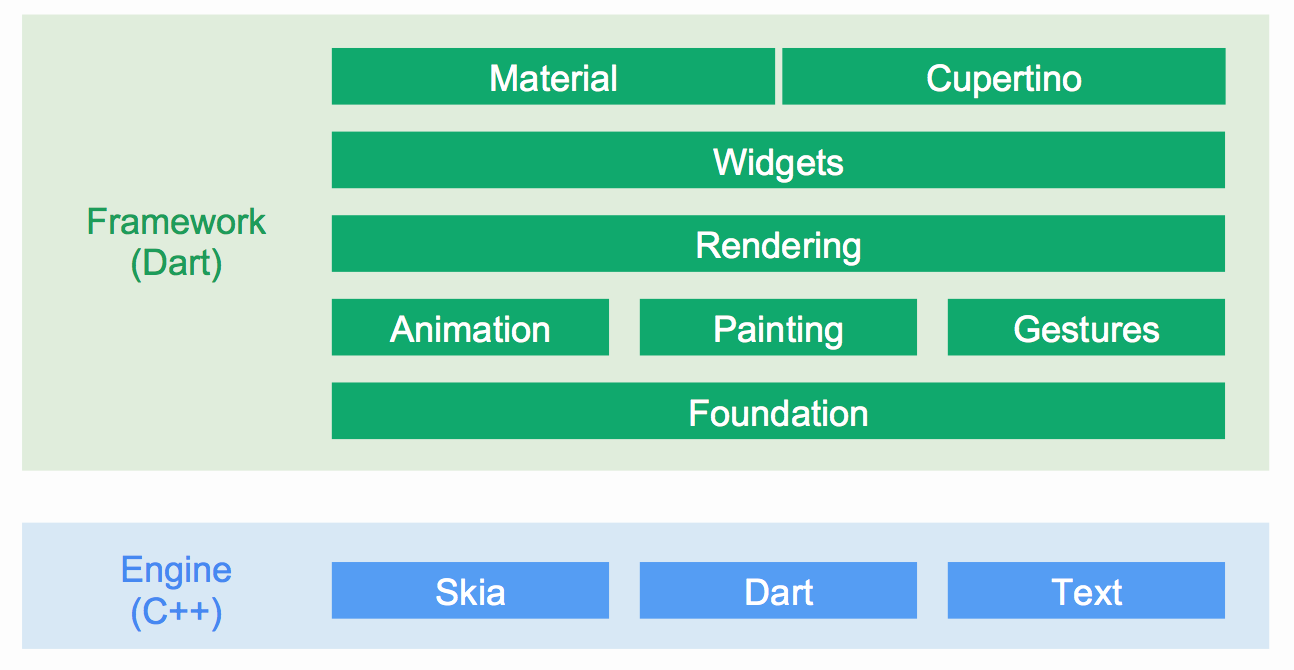 Material
Cupertino
Widgets
Framework
(Dart)
Rendering
Animation
Painting
Gestures
Foundation
Engine
(C++)
Skia
Dart
Text